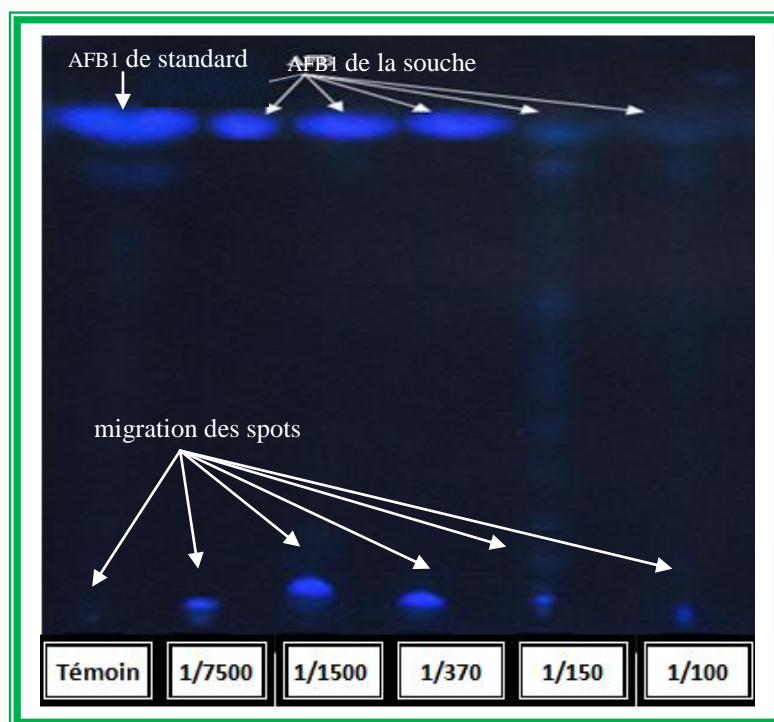 AFB1 de standard
AFB1 de la souche
migration des spots
Témoin
1/7500
1/1500
1/370
1/150
1/100